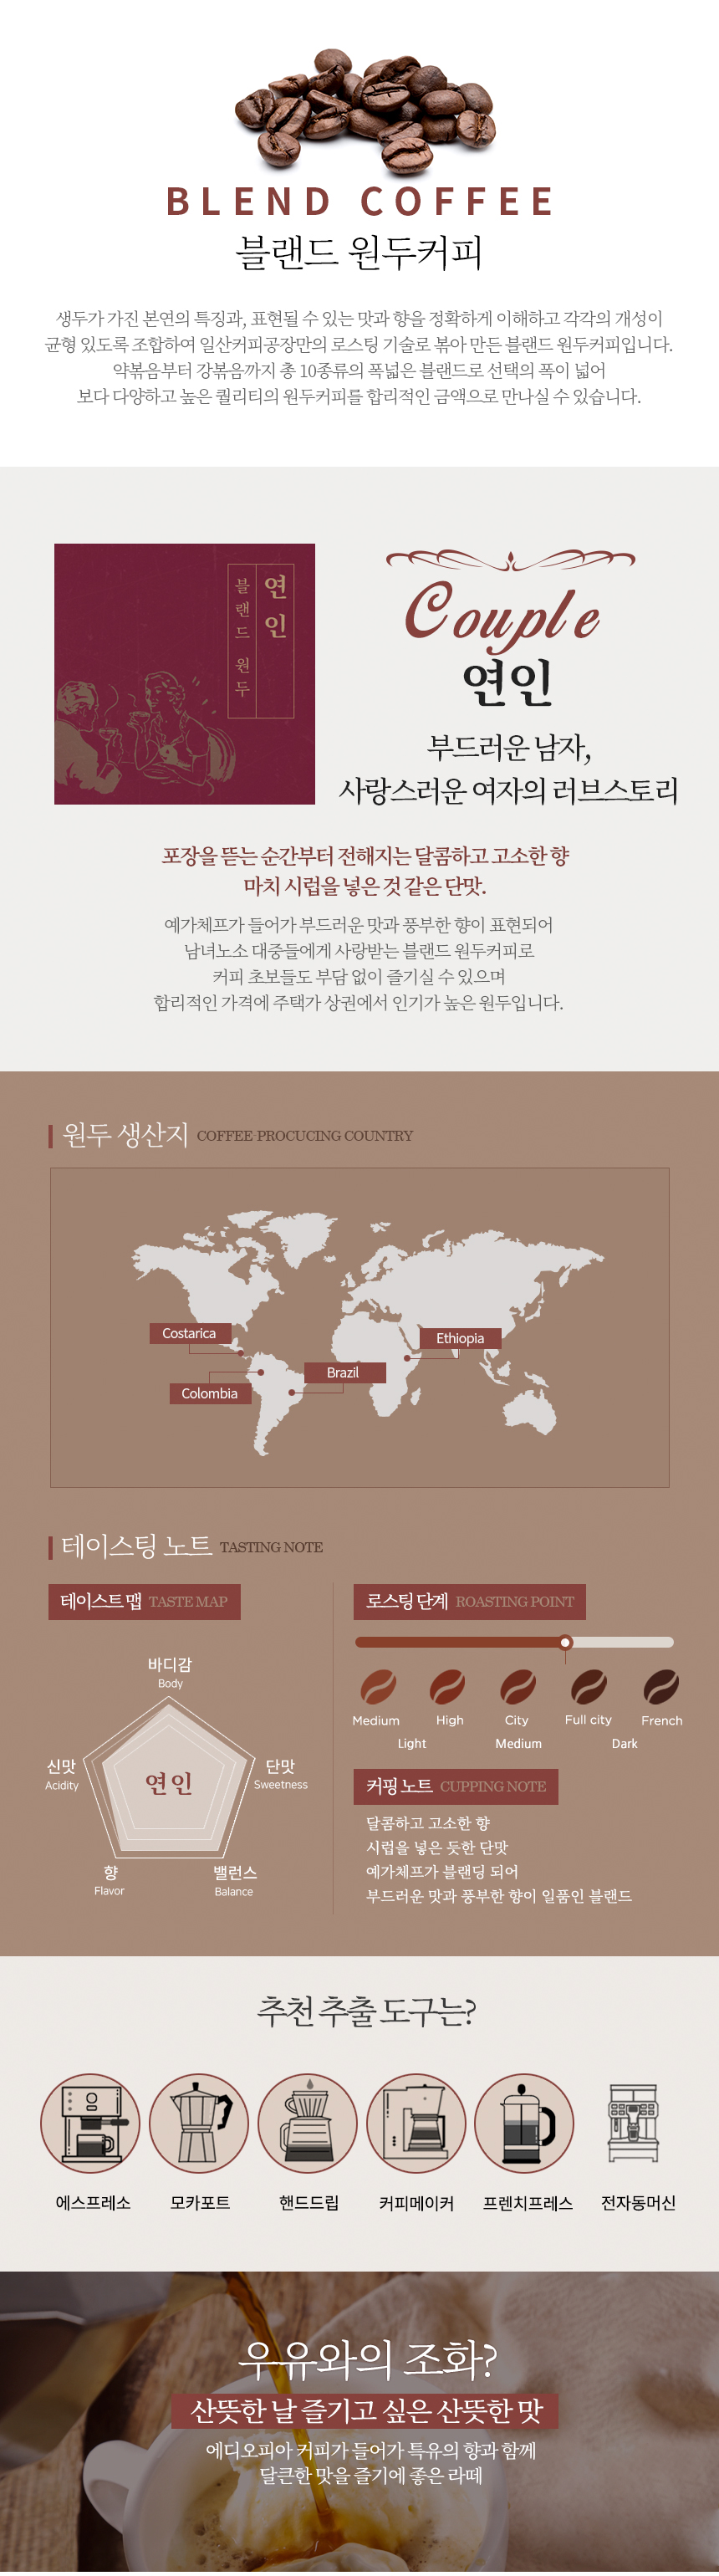 BLEND COFFEE
블랜드 원두커피
생두가 가진 본연의 특징과, 표현될 수 있는 맛과 향을 정확하게 이해하고 각각의 개성이
균형 있도록 조합하여 일산커피공장만의 로스팅 기술로 볶아 만든 블랜드 원두커피입니다.
약볶음부터 강볶음까지 총 10종류의 폭넓은 블랜드로 선택의 폭이 넓어
보다 다양하고 높은 퀄리티의 원두커피를 합리적인 금액으로 만나실 수 있습니다.
연인
블랜드 원두
Couple
연인
부드러운 남자,
사랑스러운 여자의 러브스토리
포장을 뜯는 순간부터 전해지는 달콤하고 고소한 향
마치 시럽을 넣은 것 같은 단맛.
예가체프가 들어가 부드러운 맛과 풍부한 향이 표현되어
남녀노소 대중들에게 사랑받는 블랜드 원두커피로
커피 초보들도 부담 없이 즐기실 수 있으며
합리적인 가격에 주택가 상권에서 인기가 높은 원두입니다.
원두 생산지 COFFEE-PROCUCING COUNTRY
Costarica
Ethiopia
Brazil
Colombia
테이스팅 노트 TASTING NOTE
테이스트 맵 TASTE MAP
바디감
Body
신맛
Acidity
단맛
Sweetness
연인
향
Flavor
밸런스
Balance
로스팅 단계 ROASTING POINT
Medium High City Full city French
Light Medium Dark
커핑 노트 CUPPING NOTE
달콤하고 고소한 향
시럽을 넣은 듯한 단맛
예가체프가 블랜딩 되어
부드러운 맛과 풍부한 향이 일품인 블랜드
추천 추출 도구는?
에스프레소 모카포트 핸드드립 커피메이커 프렌치프레스 전자동머신
우유와의 조화?
산뜻한 날 즐기고 싶은 산뜻한 맛
에디오피아 커피가 들어가 특유의 향과 함께
달큰한 맛을 즐기에 좋은 라떼